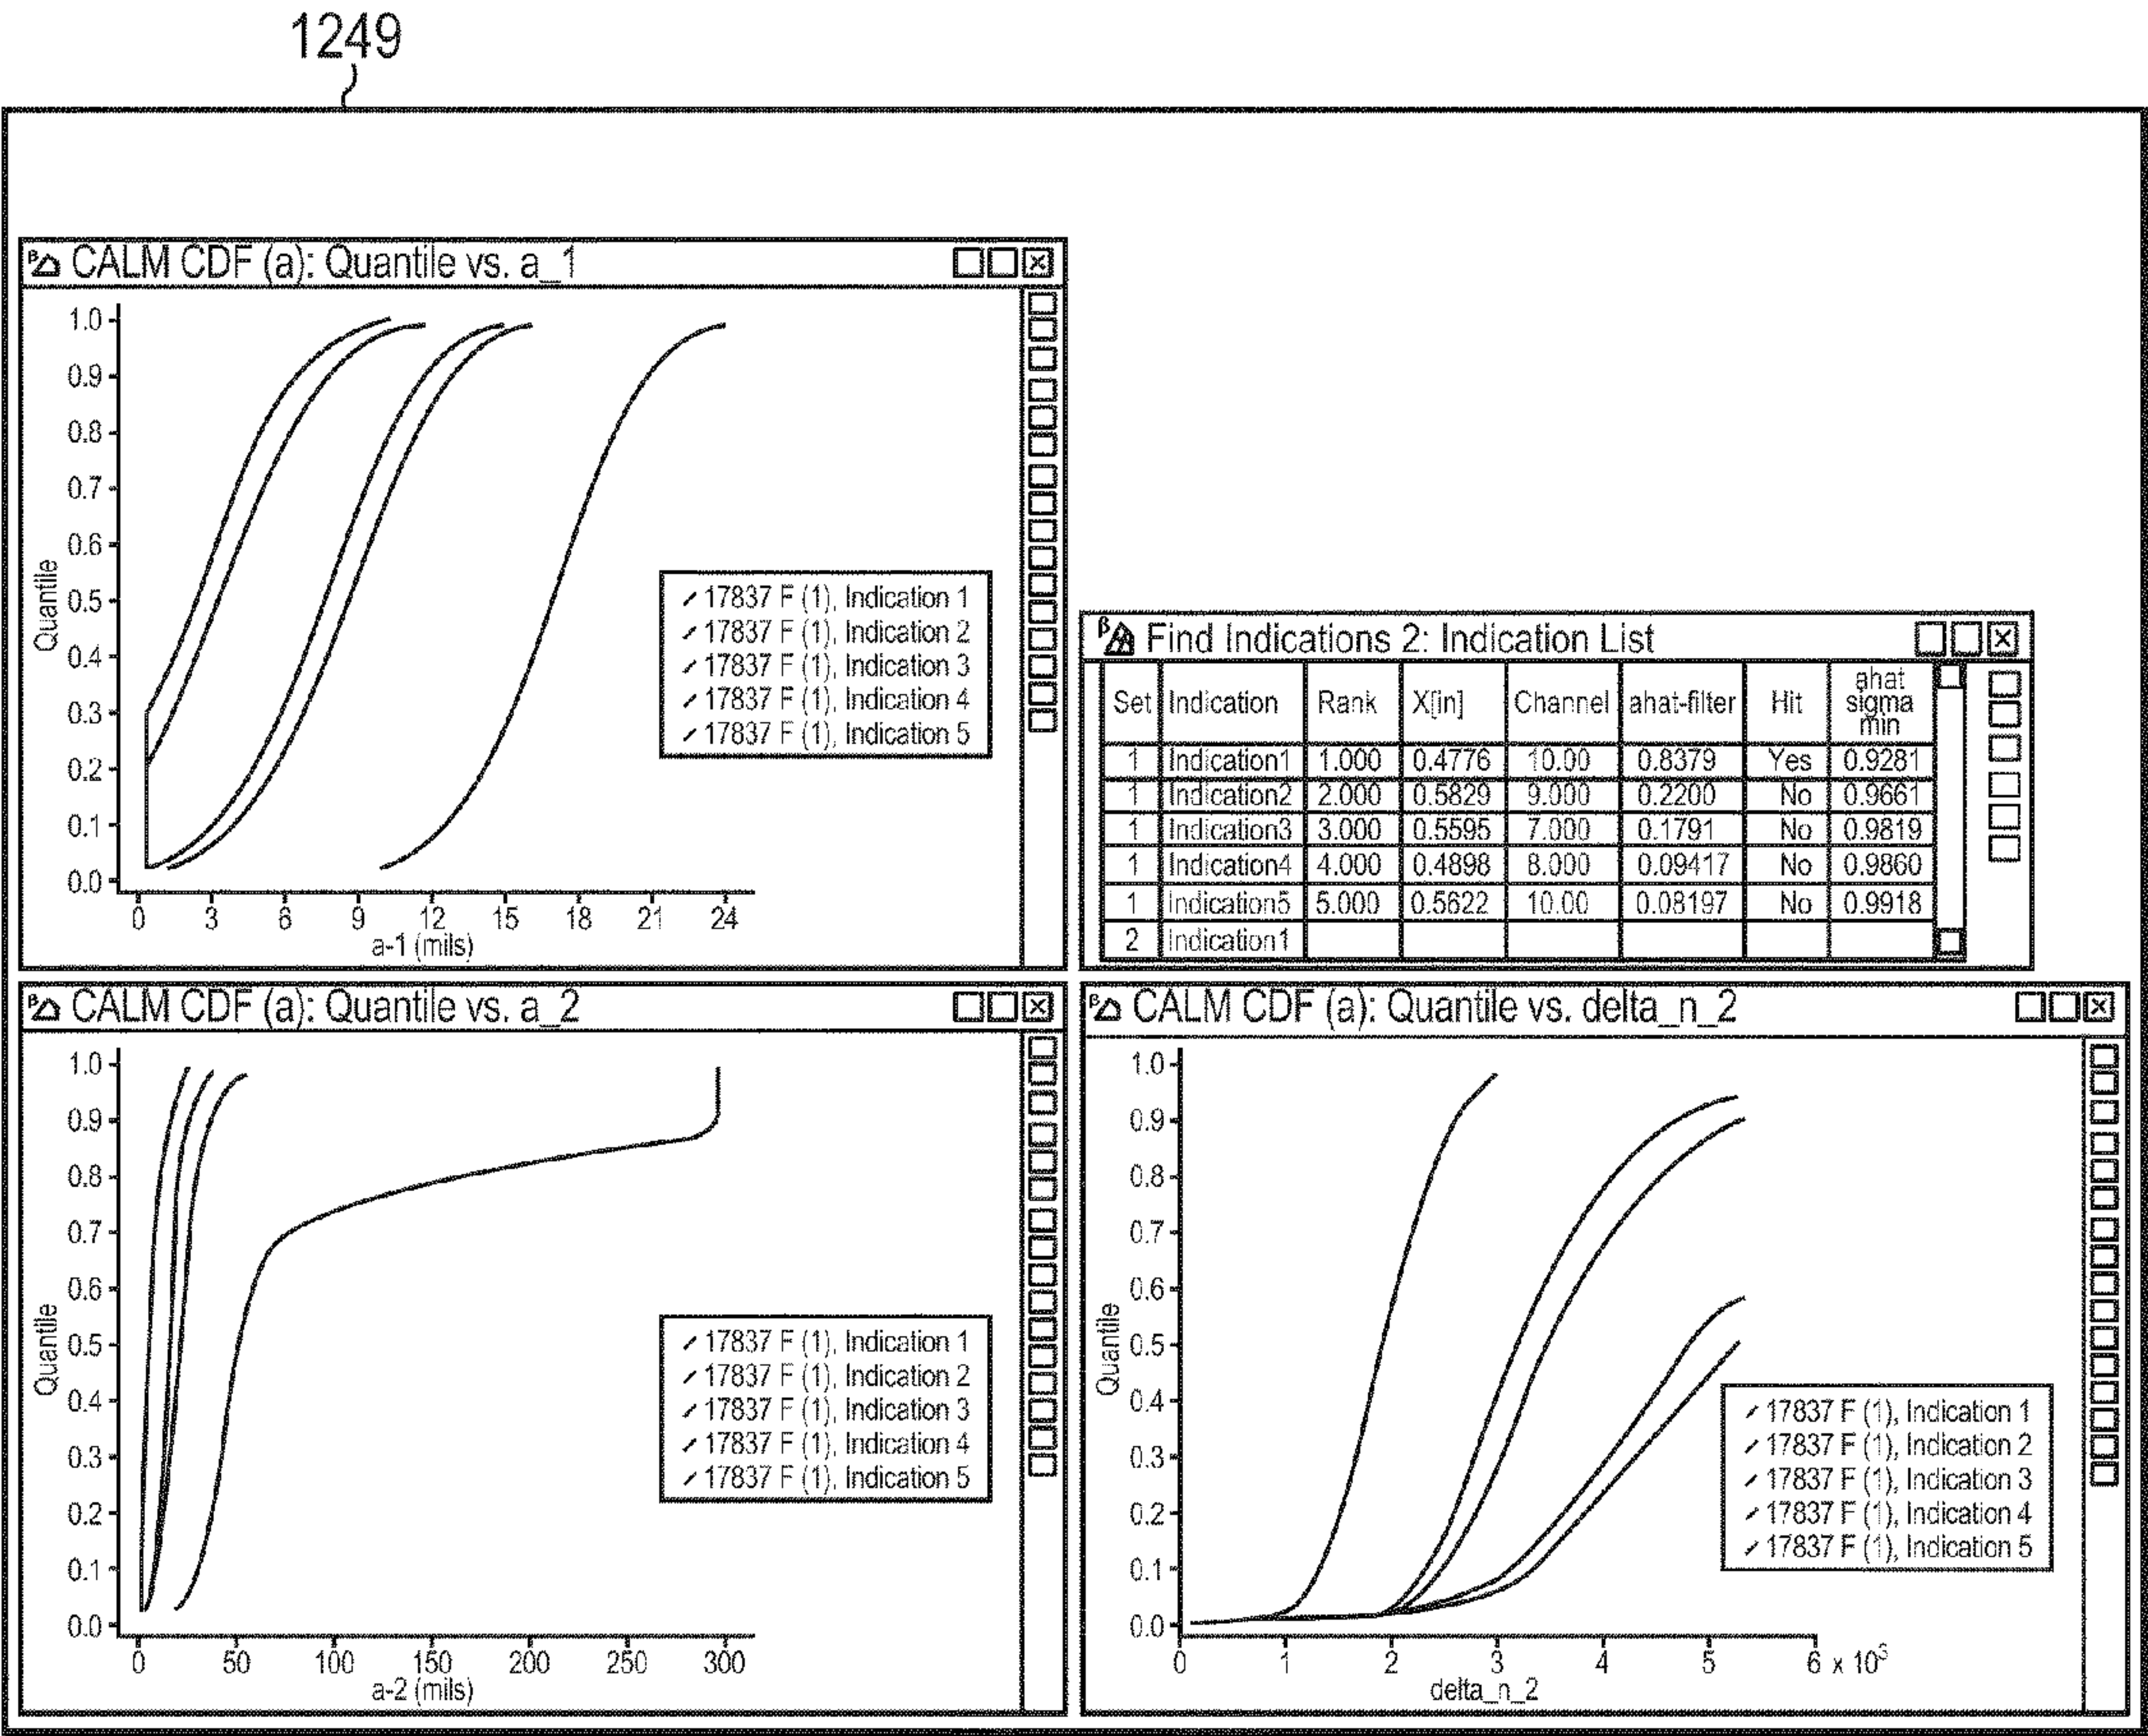 1249
β CALM CDF (a): Quantile vs. a_1
1.0
0.9
0.8
0.7
0.6
0.5
0.4
0.3
0.2
0.1
0.0
Quantile
0 3 6 9 12 15 18 21 24
a-1 (mils)
17837 F (1), Indication 1
17837 F (1), Indication 2
17837 F (1), Indication 3
17837 F (1), Indication 4
17837 F (1), Indication 5
β Find Indications 2: Indication List
Set Indication Rank X[in] Channel ahat-filter Hit ahat sigma min
1 Indication1 1.000 0.4776 10.00 0.8379 Yes 0.9281
1 Indication2 2.000 0.5829 9.000 0.2200 No 0.9661
1 Indication3 3.000 0.5595 7.000 0.1791 No 0.9819
1 Indication4 4.000 0.4898 8.000 0.09417 No 0.9860
1 Indication5 5.000 0.5622 10.00 0.08197 No 0.9918
2 Indication1
β CALM CDF (a): Quantile vs. a_2
1.0
0.9
0.8
0.7
0.6
0.5
0.4
0.3
0.2
0.1
0.0
Quantile
0 50 100 150 200 250 300
a-2 (mils)
17837 F (1), Indication 1
17837 F (1), Indication 2
17837 F (1), Indication 3
17837 F (1), Indication 4
17837 F (1), Indication 5
β CALM CDF (a): Quantile vs. delta_n_2
1.0
0.9
0.8
0.7
0.6
0.5
0.4
0.3
0.2
0.1
0.0
Quantile
0 1 2 3 4 5 6 x 10³
delta_n_2
17837 F (1), Indication 1
17837 F (1), Indication 2
17837 F (1), Indication 3
17837 F (1), Indication 4
17837 F (1), Indication 5